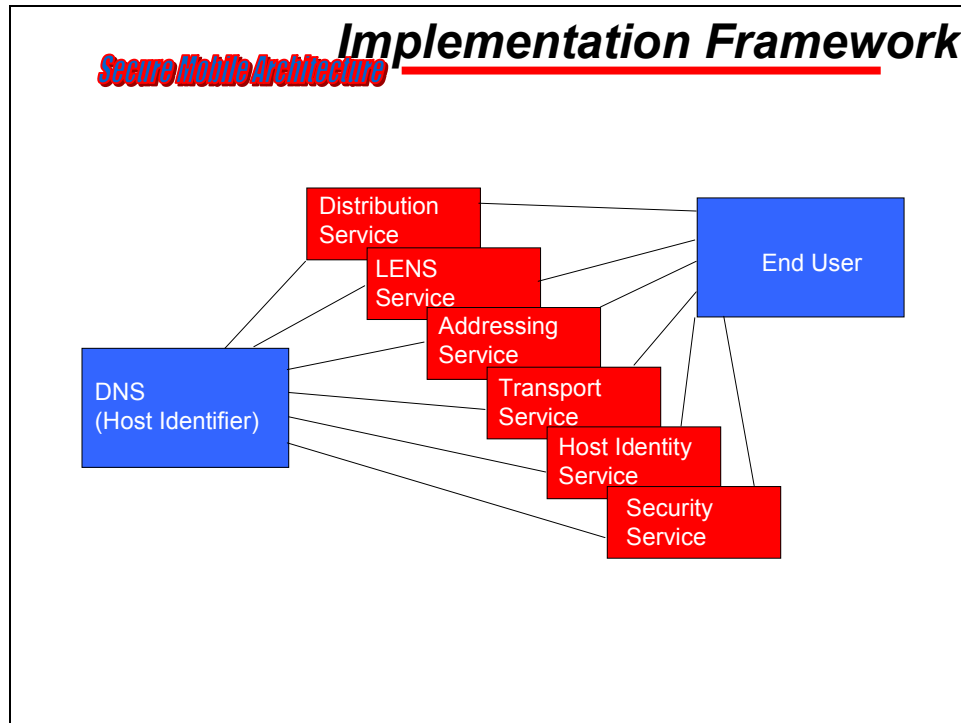 Implementation Framework
Secure Mobile Architecture
Distribution
Service
LENS
Service
End User
Addressing
Service
Transport
Service
DNS
(Host Identifier)
Host Identity
Service
Security
Service